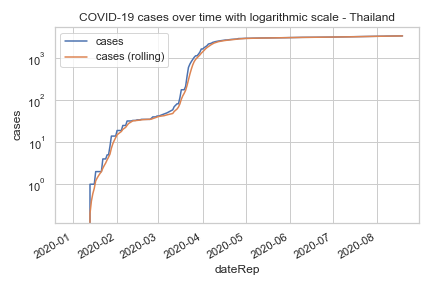 COVID-19 cases over time with logarithmic scale - Thailand
cases
cases (rolling)
10³
10²
10¹
10⁰
cases
2020-01
2020-02
2020-03
2020-04
2020-05
2020-06
2020-07
2020-08
dateRep